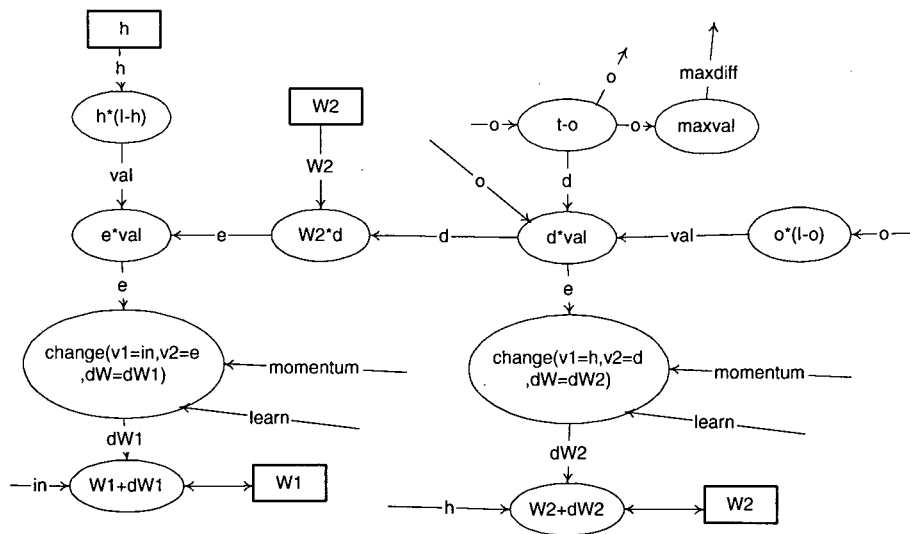 h
h
h*(l-h)
val
W2
W2
o
maxdiff
o
t-o
o
maxval
o
d
e*val
e
W2*d
d
d*val
val
o*(l-o)
o
e
e
change(v1=in,v2=e
,dW=dW1)
momentum
learn
change(v1=h,v2=d
,dW=dW2)
momentum
learn
dW1
dW2
in
W1+dW1
W1
h
W2+dW2
W2